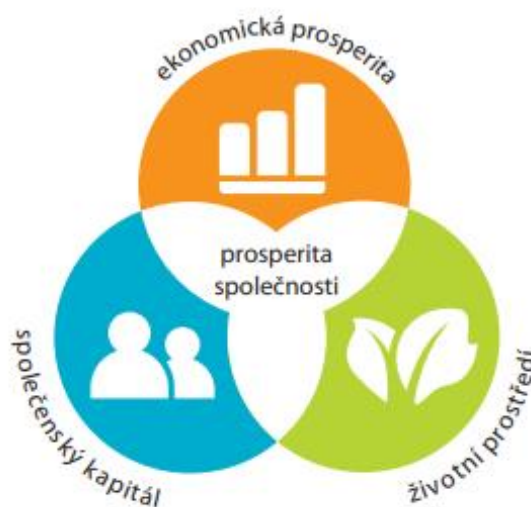 ekonomická prosperita
prosperita
společnosti
společenský kapitál
životní prostředí